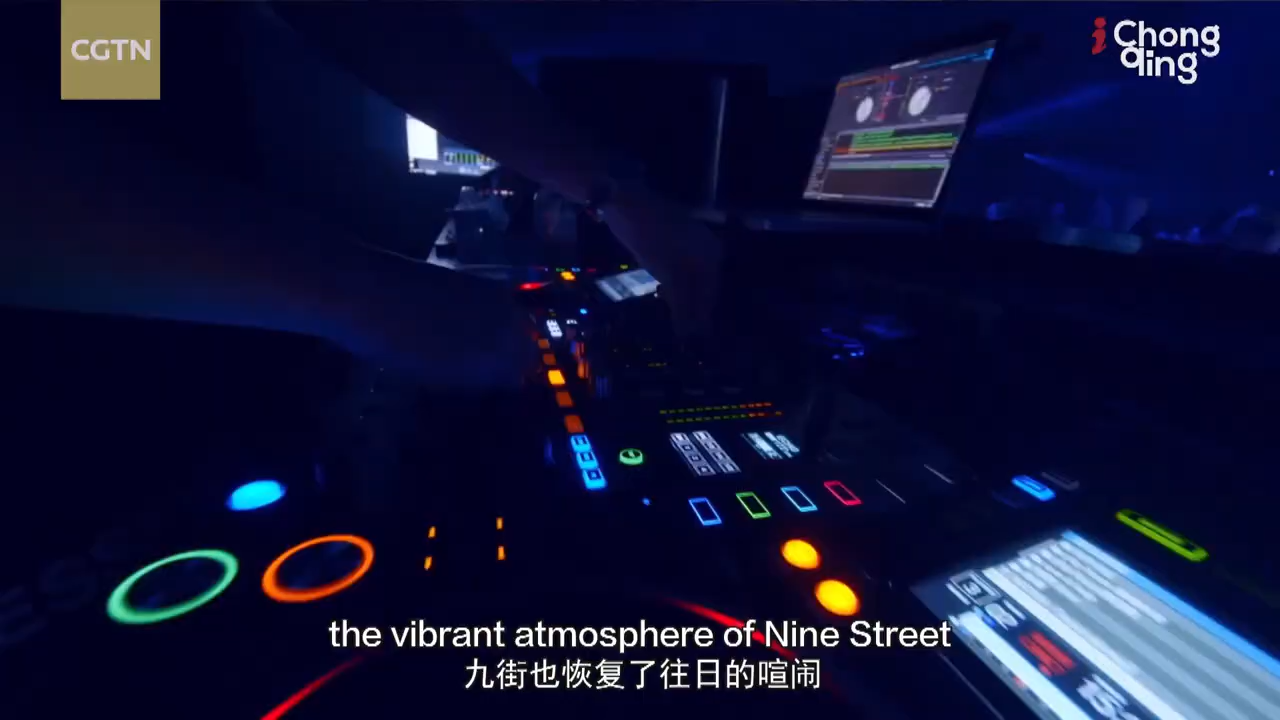 CGTN
i Chong
qing
the vibrant atmosphere of Nine Street
九街也恢复了往日的喧闹